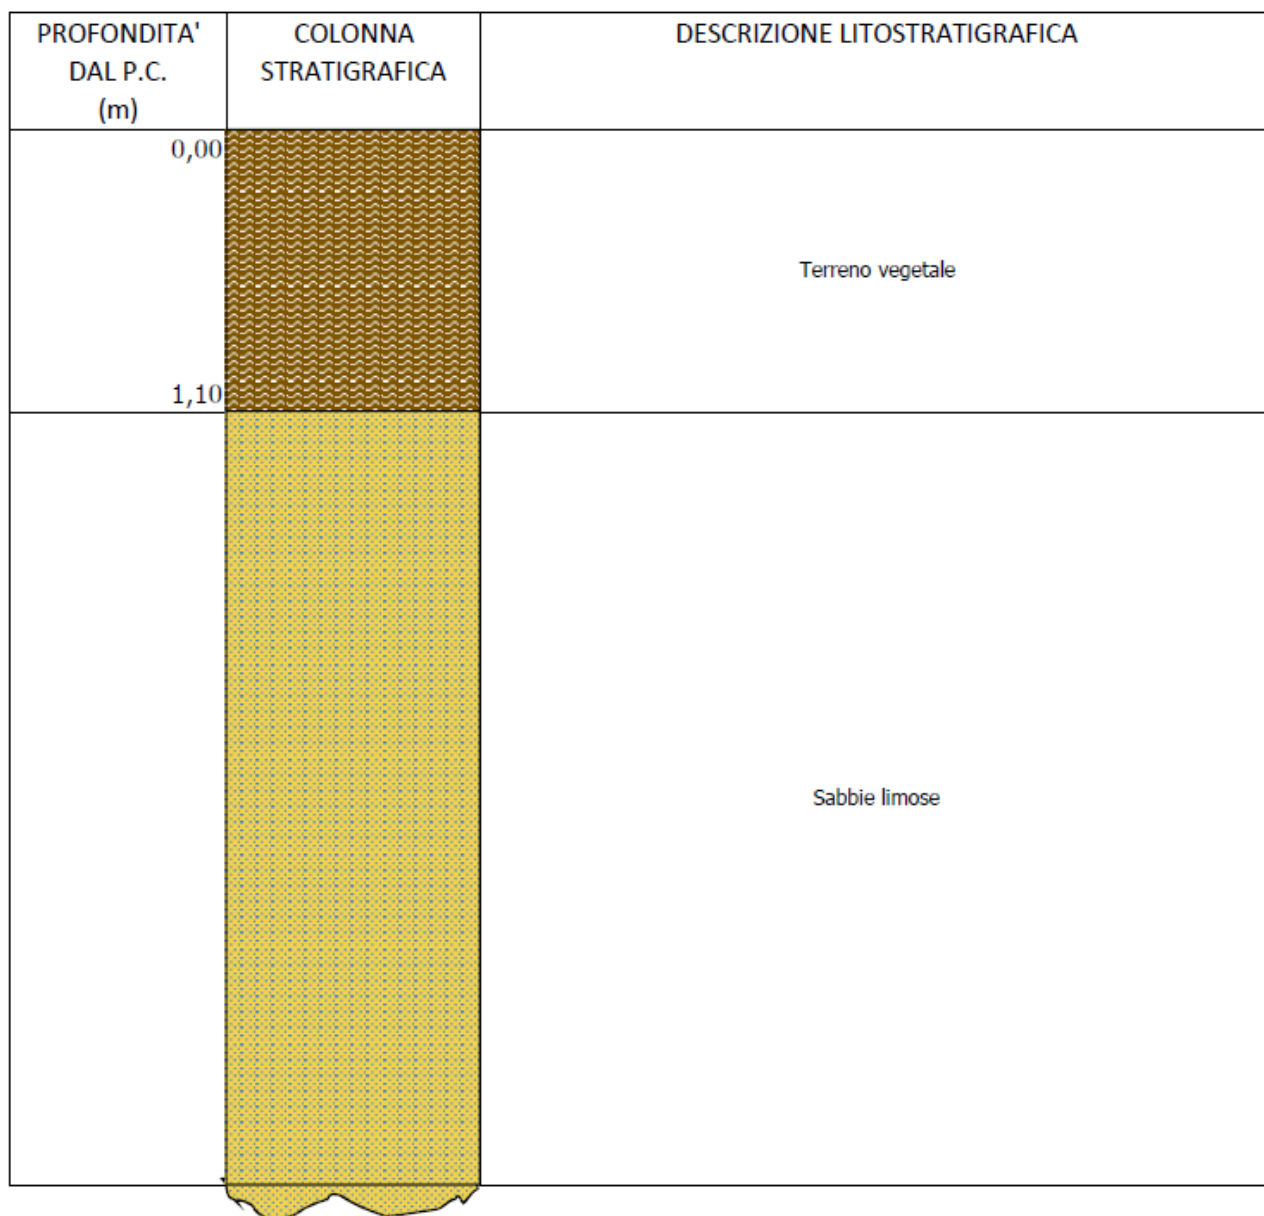 PROFONDITA'
DAL P.C.
(m)
COLONNA
STRATIGRAFICA
DESCRIZIONE LITOSTRATIGRAFICA
0,00
Terreno vegetale
1,10
Sabbie limose